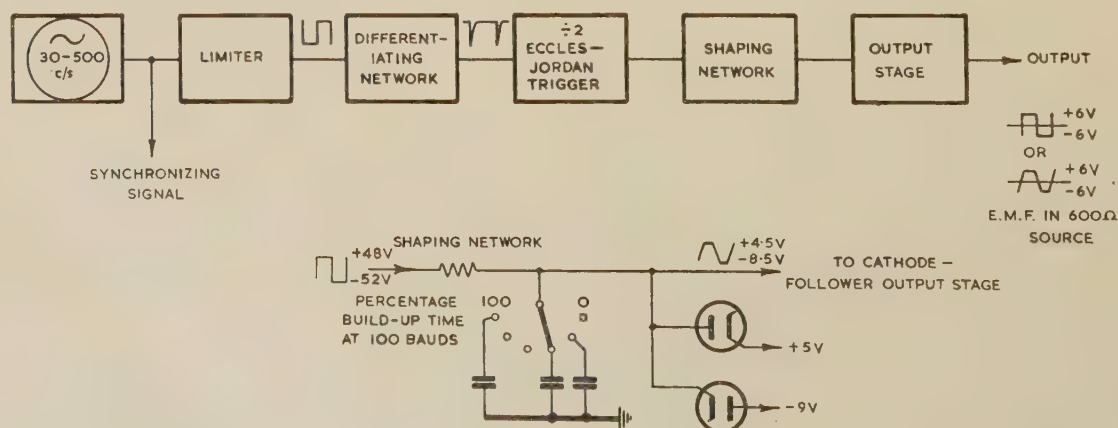 30-500
c/s
LIMITER
DIFFERENT-
IATING
NETWORK
÷2
ECCLES—
JORDAN
TRIGGER
SHAPING
NETWORK
OUTPUT
STAGE
OUTPUT
SYNCHRONIZING
SIGNAL
+6V
-6V
OR
+6V
-6V
E.M.F. IN 600Ω
SOURCE
SHAPING NETWORK
+48V
-52V
+4·5V
-8·5V
TO CATHODE—
FOLLOWER OUTPUT STAGE
PERCENTAGE
BUILD-UP TIME
AT 100 BAUDS
100
0
+5V
-9V